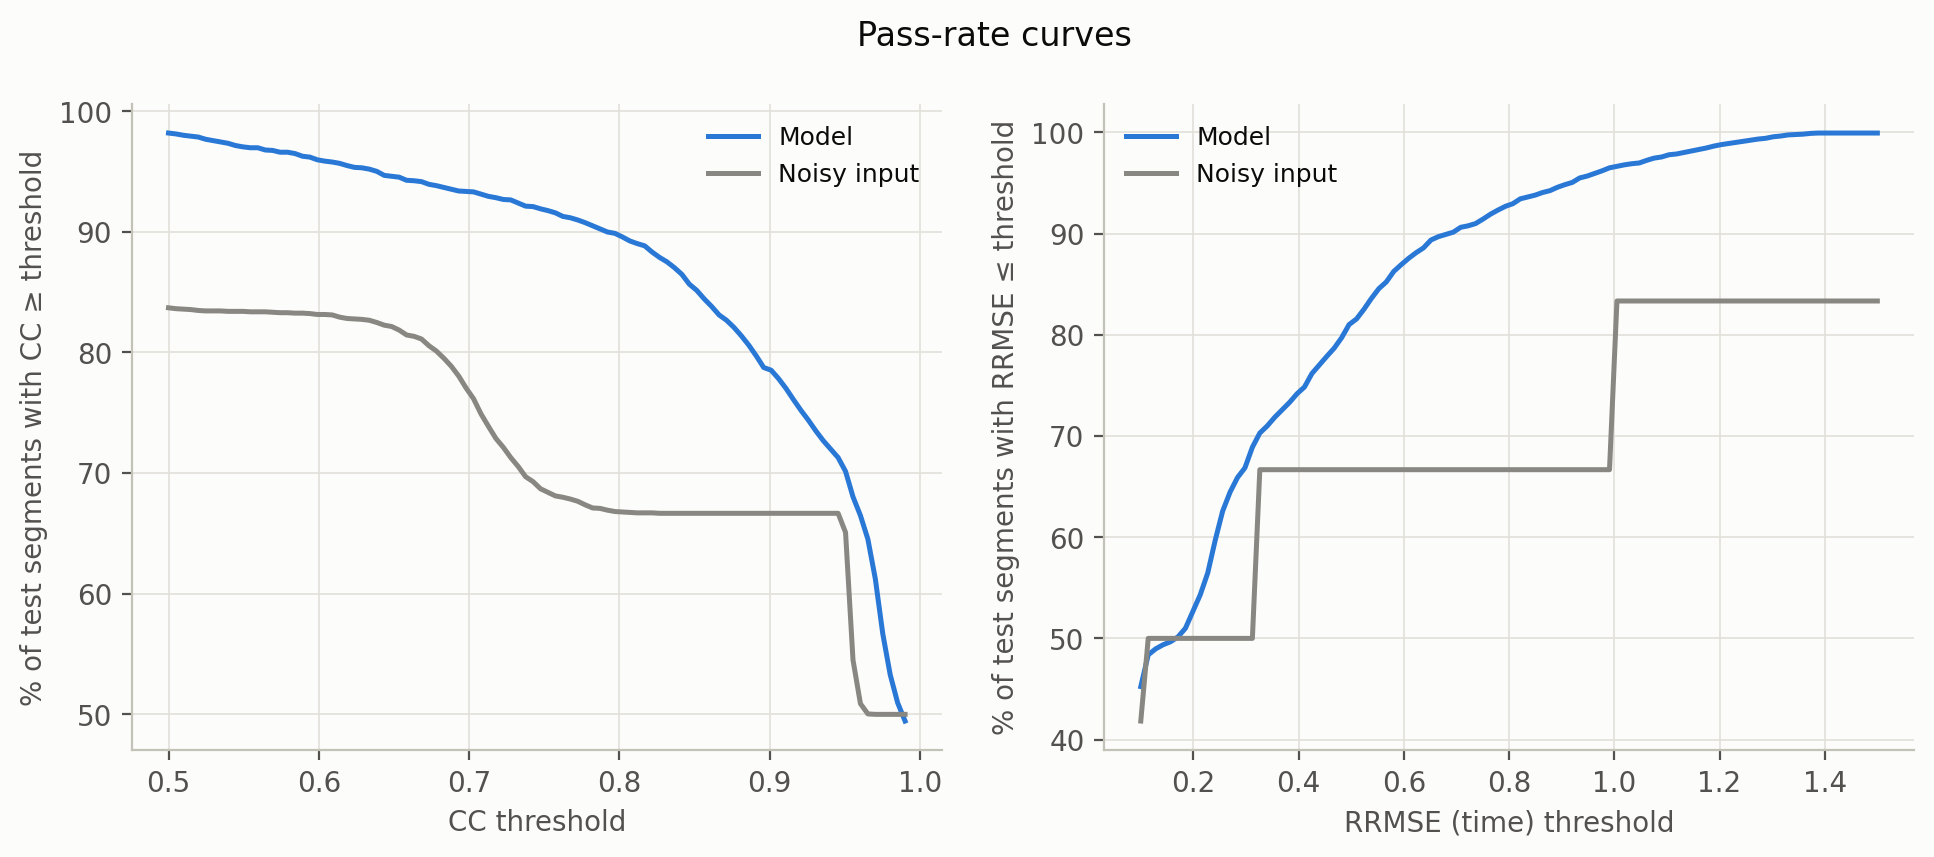 Pass-rate curves
% of test segments with CC ≥ threshold
100
90
80
70
60
50
Model
Noisy input
0.5 0.6 0.7 0.8 0.9 1.0
CC threshold
% of test segments with RRMSE ≤ threshold
100
90
80
70
60
50
40
Model
Noisy input
0.2 0.4 0.6 0.8 1.0 1.2 1.4
RRMSE (time) threshold